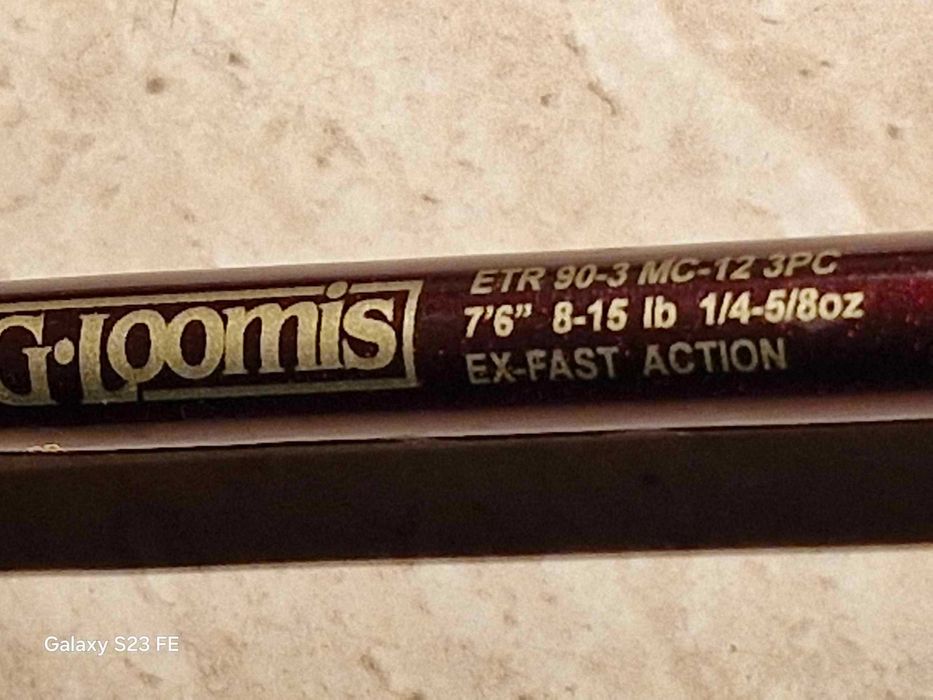 G·Loomis
ETR 90-3 MC-12 3PC
7'6” 8-15 lb 1/4-5/8oz
EX-FAST ACTION
Galaxy S23 FE